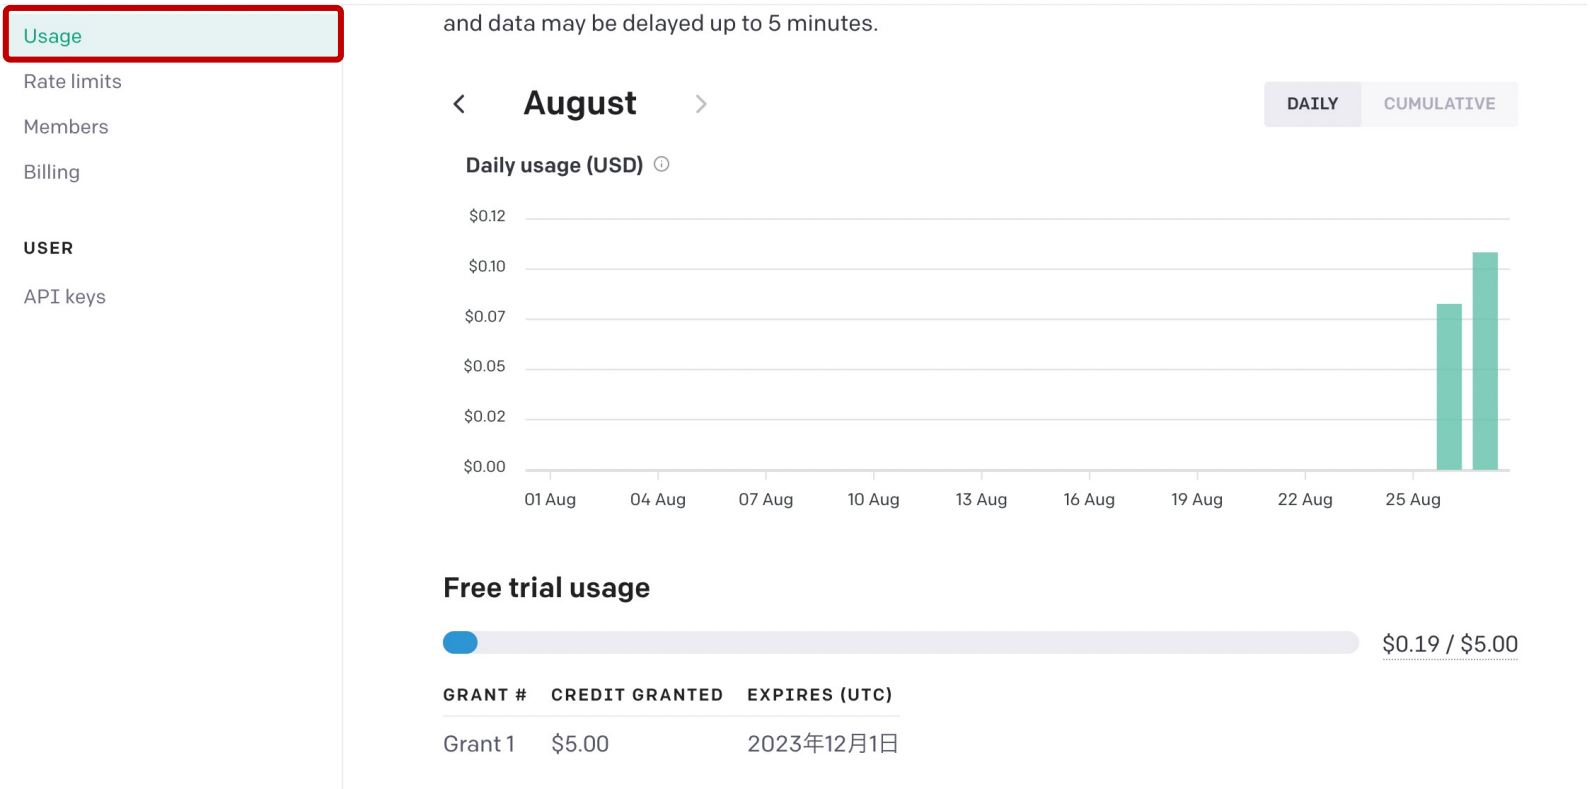 Usage
Rate limits
Members
Billing
USER
API keys
and data may be delayed up to 5 minutes.
August
DAILY
CUMULATIVE
Daily usage (USD)
$0.12
$0.10
$0.07
$0.05
$0.02
$0.00
01 Aug 04 Aug 07 Aug 10 Aug 13 Aug 16 Aug 19 Aug 22 Aug 25 Aug
Free trial usage
$0.19 / $5.00
GRANT # CREDIT GRANTED EXPIRES (UTC)
Grant 1 $5.00 2023年12月1日